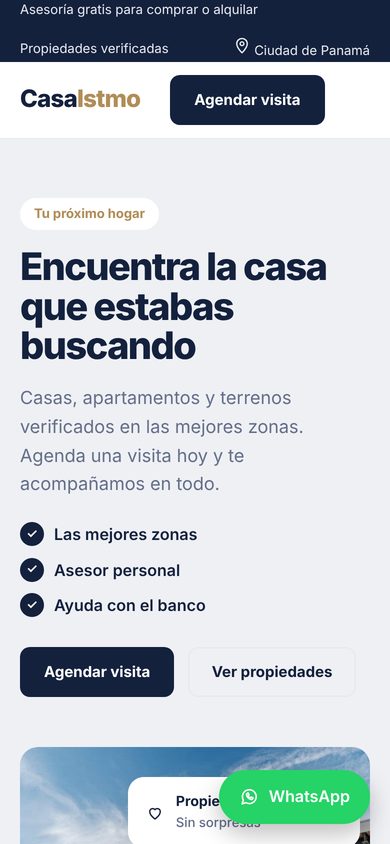 Asesoría gratis para comprar o alquilar
Propiedades verificadas
Ciudad de Panamá
CasaIstmo
Agendar visita
Tu próximo hogar
Encuentra la casa
que estabas
buscando
Casas, apartamentos y terrenos
verificados en las mejores zonas.
Agenda una visita hoy y te
acompañamos en todo.
Las mejores zonas
Asesor personal
Ayuda con el banco
Agendar visita
Ver propiedades
Sin sorpresas
WhatsApp